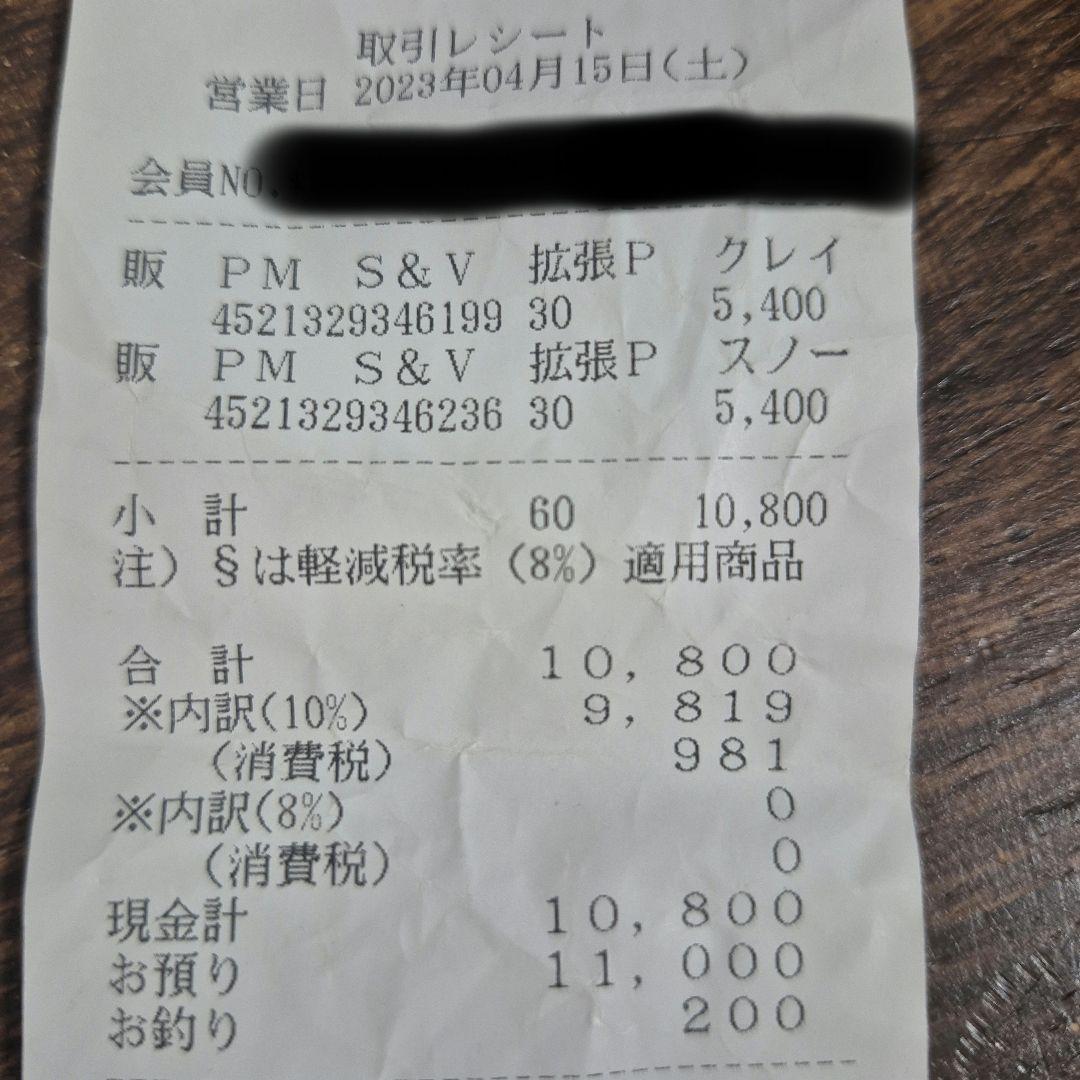 取引レシート
営業日 2023年04月15日(土)
会員NO.
販 PM S&V 拡張P クレイ
4521329346199 30 5,400
販 PM S&V 拡張P スノー
4521329346236 30 5,400
小 計 60 10,800
注) §は軽減税率(8%)適用商品
合 計 10,800
※内訳(10%) 9,819
(消費税) 981
※内訳(8%) 0
(消費税) 0
現金計 10,800
お預り 11,000
お釣り 200